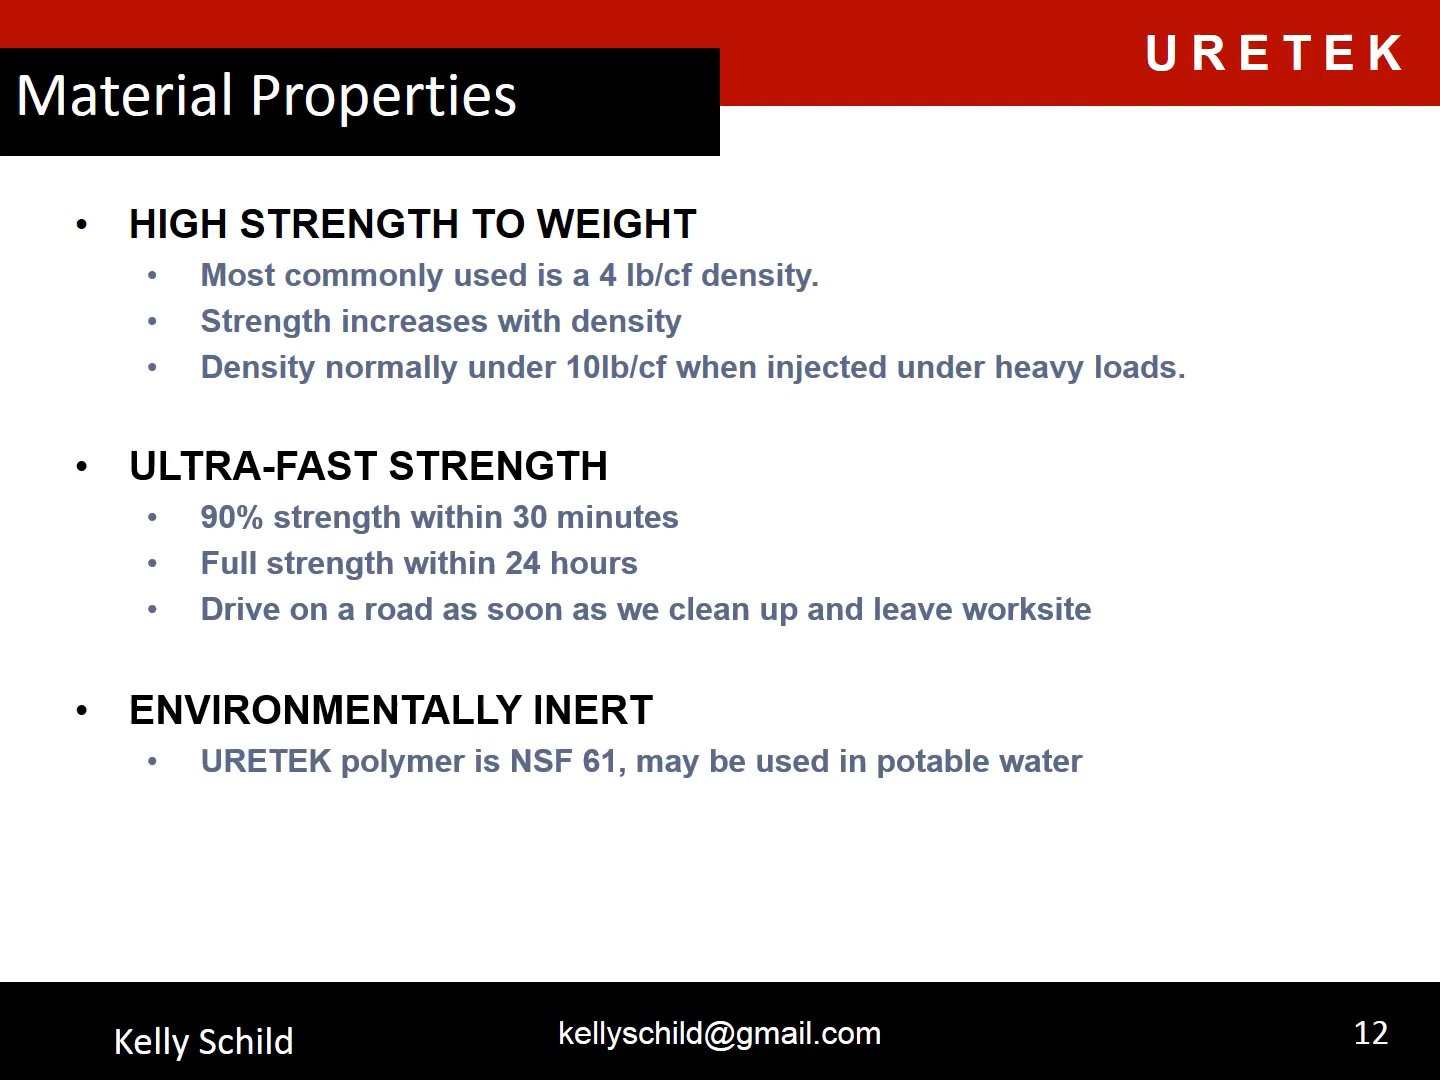 URETEK
Material Properties
• HIGH STRENGTH TO WEIGHT
• Most commonly used is a 4 lb/cf density.
• Strength increases with density
• Density normally under 10lb/cf when injected under heavy loads.
• ULTRA-FAST STRENGTH
• 90% strength within 30 minutes
• Full strength within 24 hours
• Drive on a road as soon as we clean up and leave worksite
• ENVIRONMENTALLY INERT
• URETEK polymer is NSF 61, may be used in potable water
Kelly Schild
kellyschild@gmail.com
12